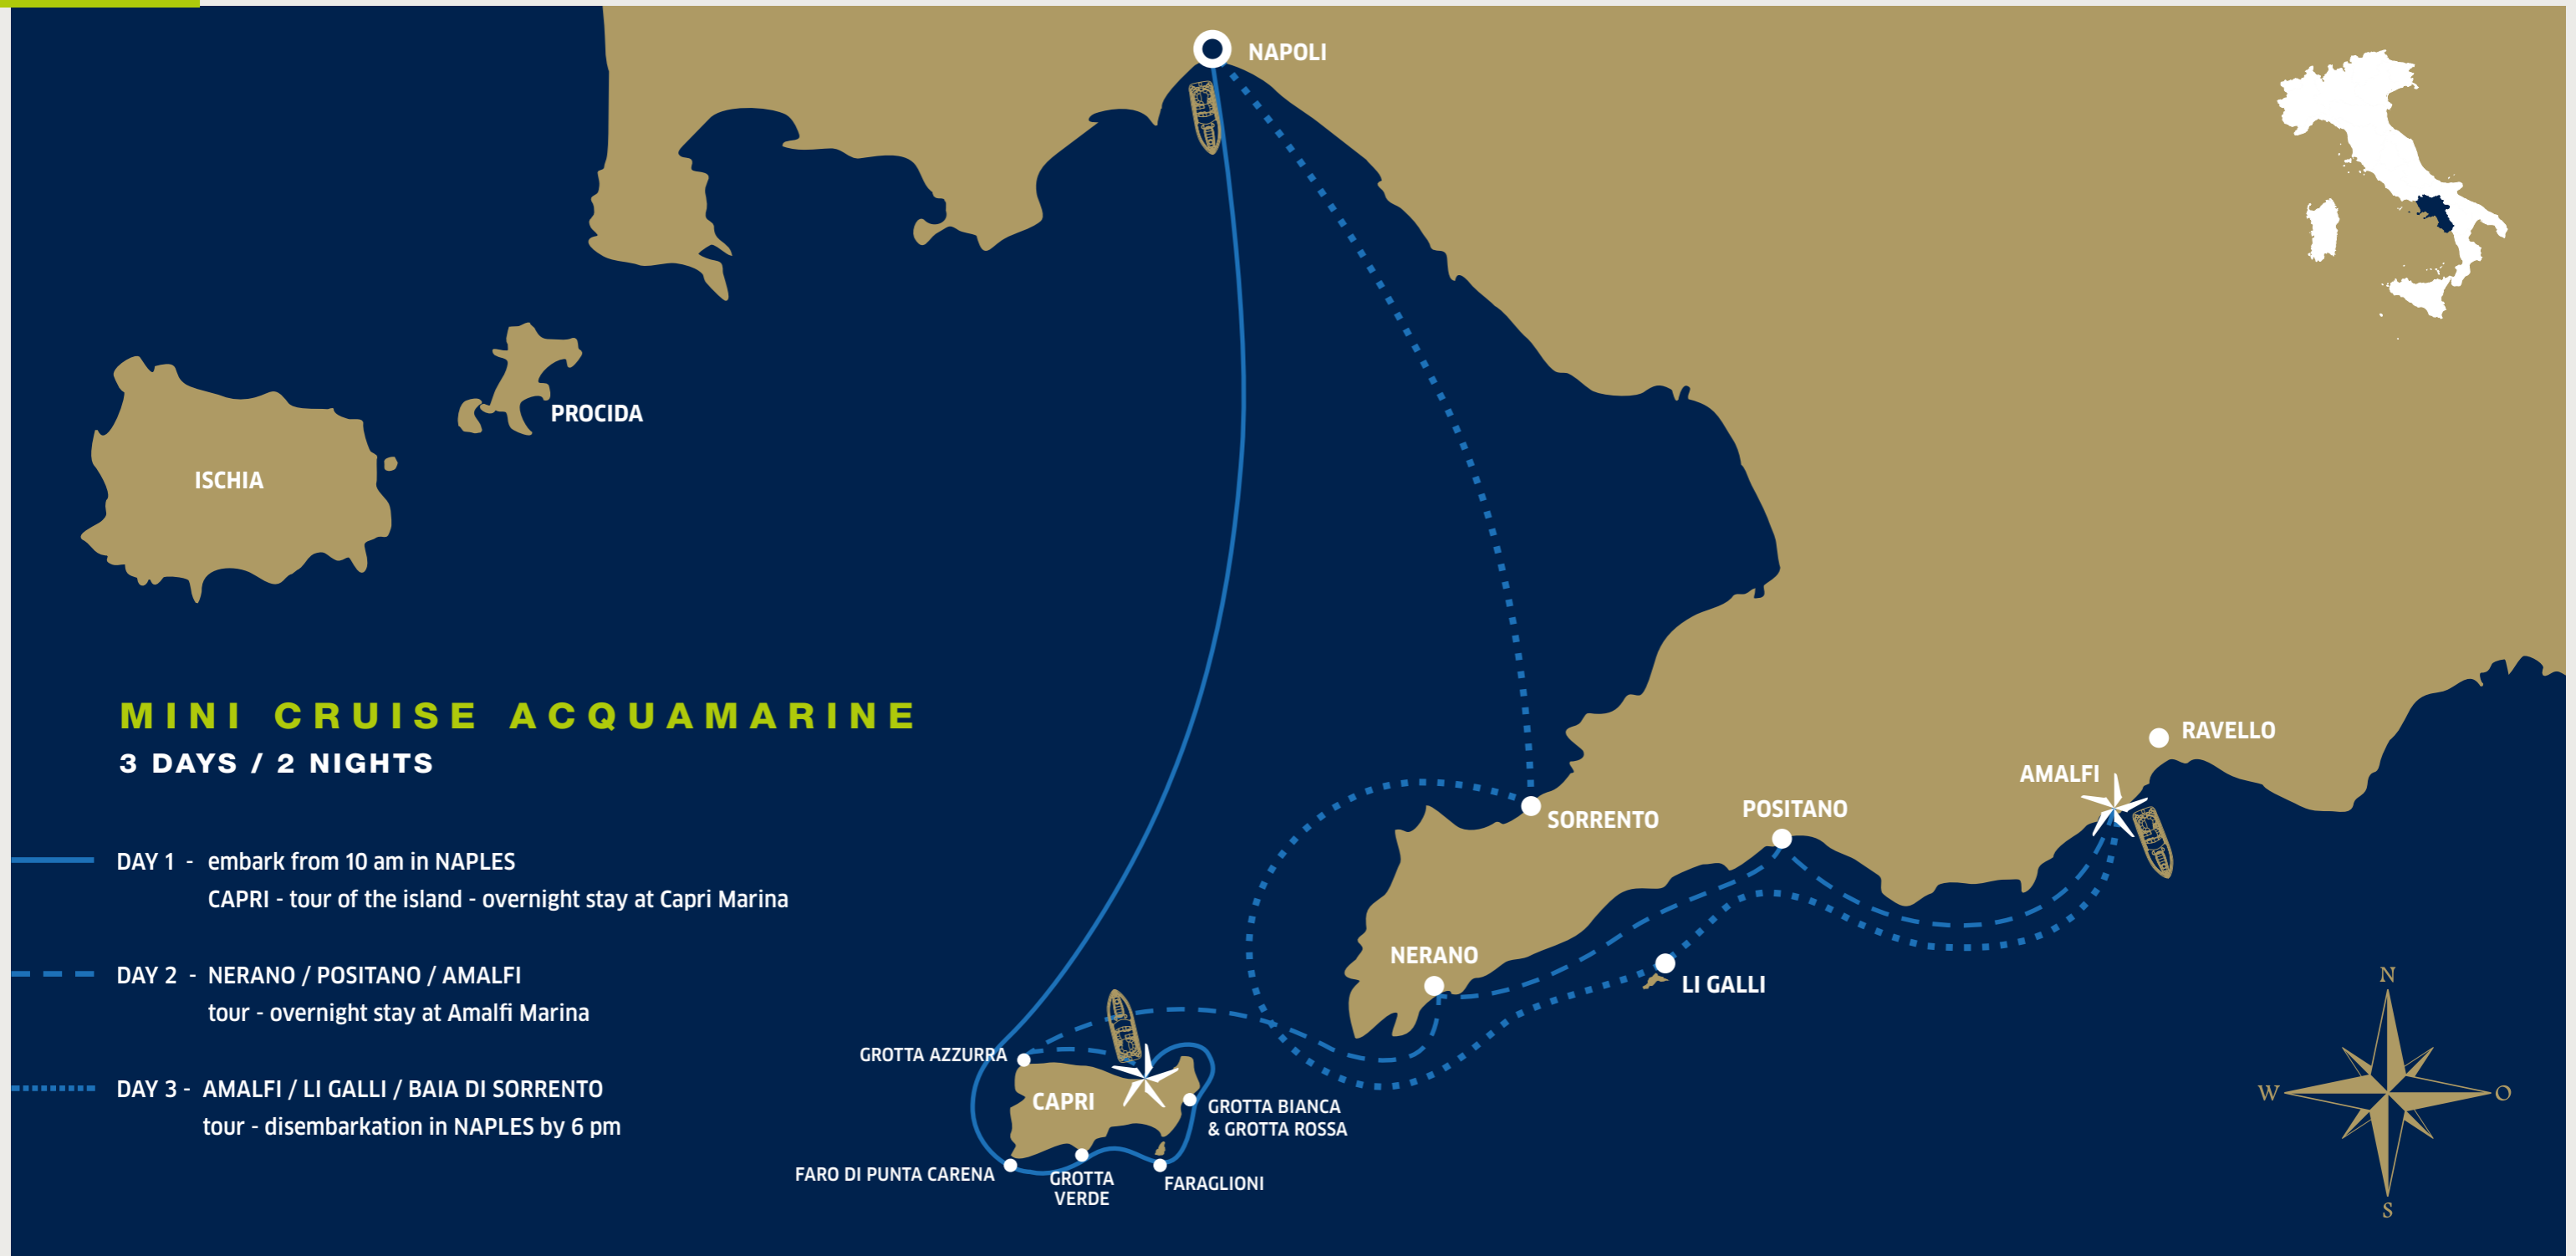 NAPOLI
PROCIDA
ISCHIA
MINI CRUISE ACQUAMARINE
3 DAYS / 2 NIGHTS
DAY 1 - embark from 10 am in NAPLES
CAPRI - tour of the island - overnight stay at Capri Marina
DAY 2 - NERANO / POSITANO / AMALFI
tour - overnight stay at Amalfi Marina
DAY 3 - AMALFI / LI GALLI / BAIA DI SORRENTO
tour - disembarkation in NAPLES by 6 pm
RAVELLO
AMALFI
POSITANO
SORRENTO
NERANO
LI GALLI
GROTTA AZZURRA
CAPRI
GROTTA BIANCA
& GROTTA ROSSA
FARO DI PUNTA CARENA
GROTTA
VERDE
FARAGLIONI
N
W
O
S